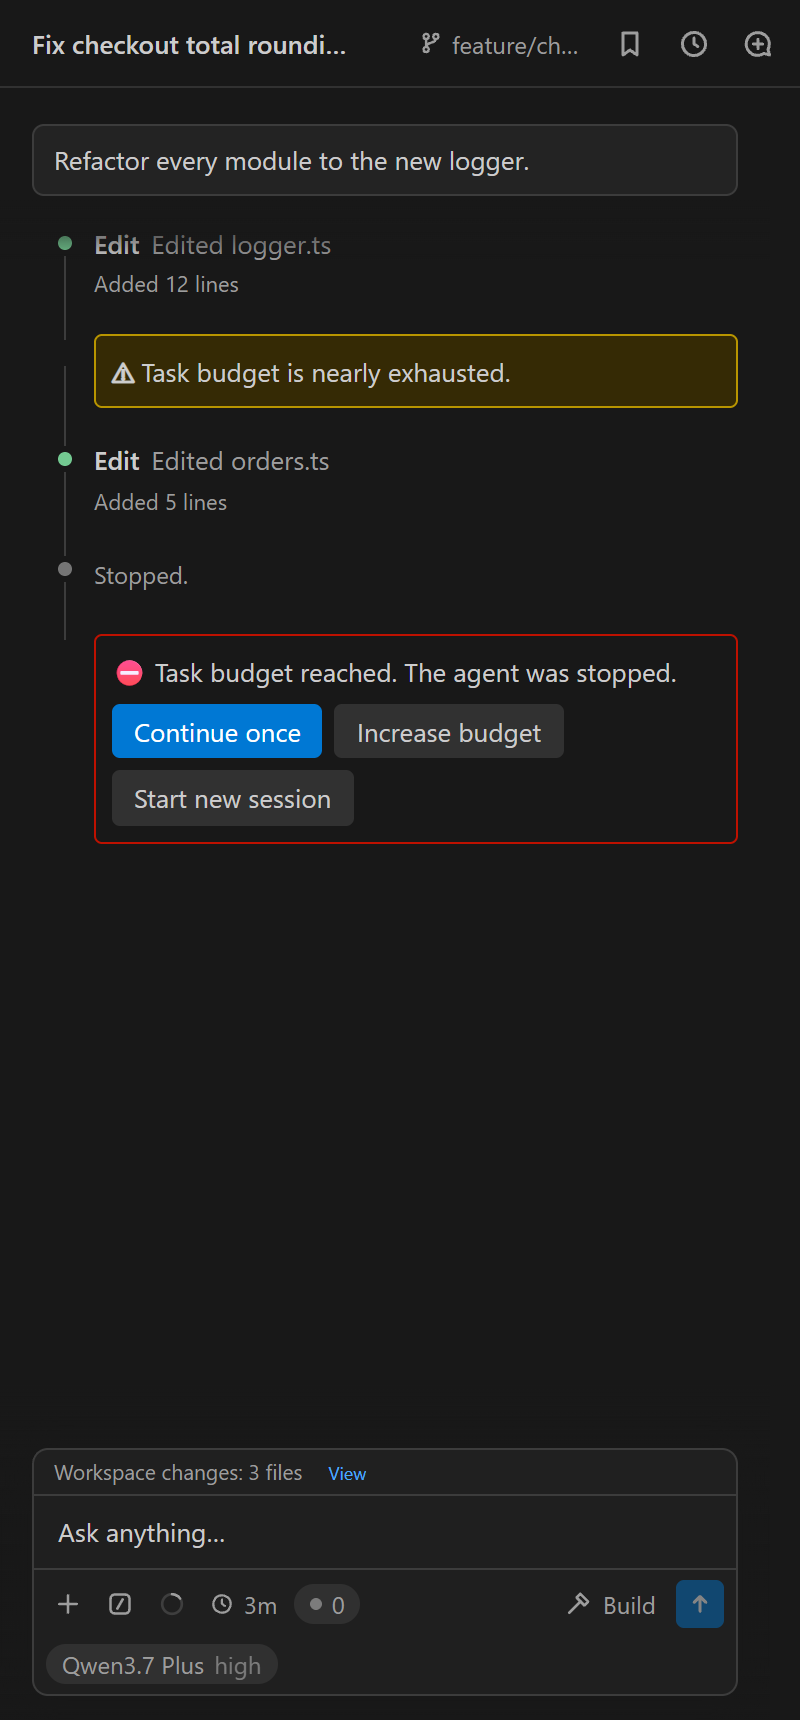 Fix checkout total roundi... feature/ch...
Refactor every module to the new logger.
Edit Edited logger.ts
Added 12 lines
Task budget is nearly exhausted.
Edit Edited orders.ts
Added 5 lines
Stopped.
Task budget reached. The agent was stopped.
Continue once Increase budget
Start new session
Workspace changes: 3 files View
Ask anything...
3m 0 Build
Qwen3.7 Plus high